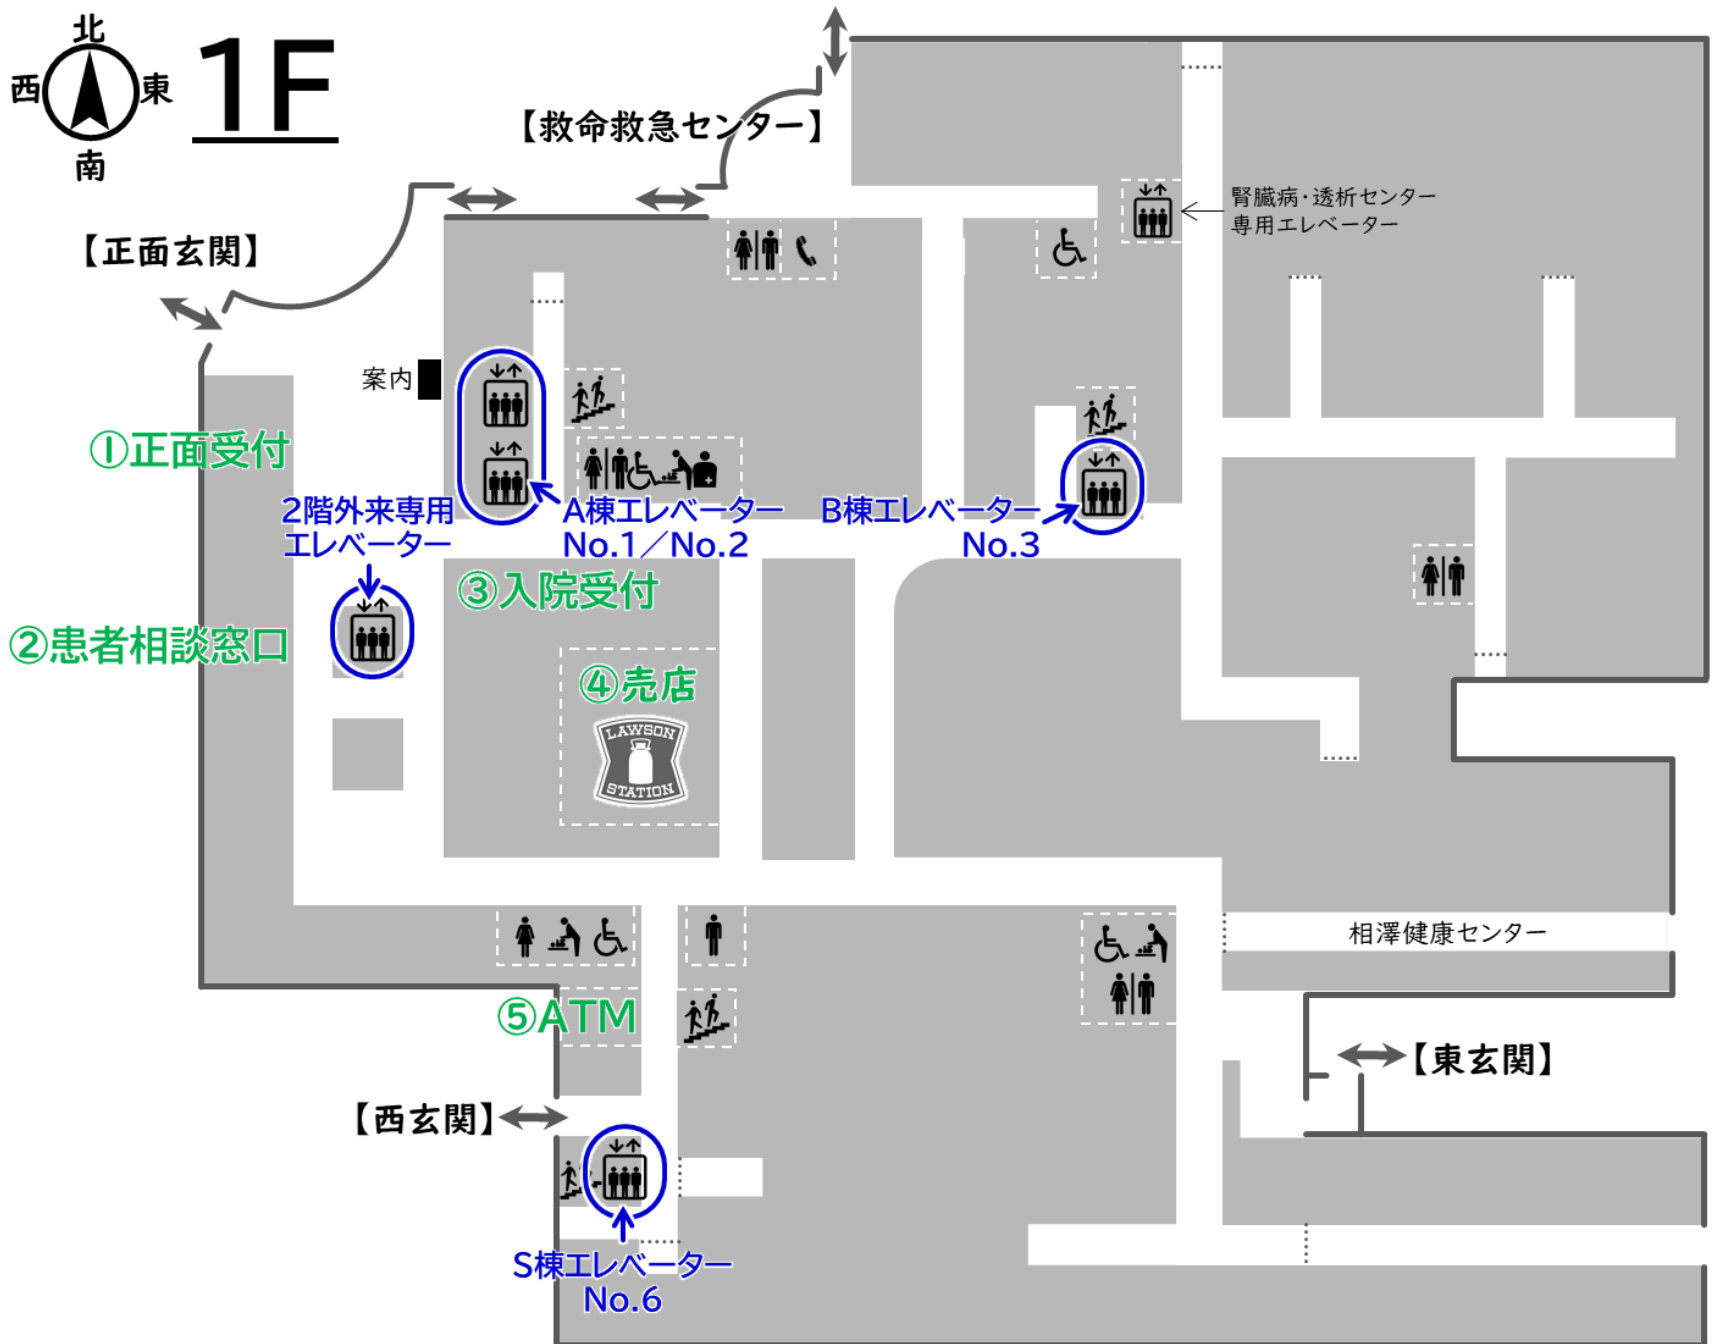 北
西 東
南
1F
【救命救急センター】
腎臓病・透析センター
専用エレベーター
【正面玄関】
案内
①正面受付
2階外来専用
エレベーター
A棟エレベーター
No.1／No.2
B棟エレベーター
No.3
③入院受付
②患者相談窓口
④売店
LAWSON
STATION
相澤健康センター
⑤ATM
【東玄関】
【西玄関】
S棟エレベーター
No.6